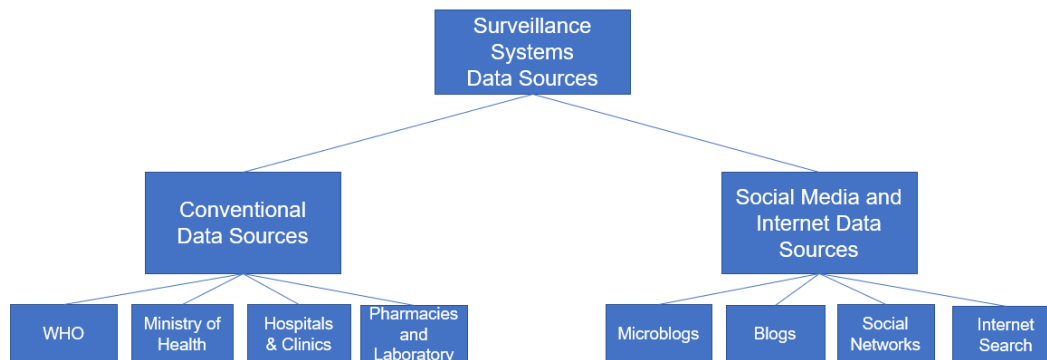 Surveillance
Systems
Data Sources
Conventional
Data Sources
Social Media and
Internet Data
Sources
WHO
Ministry of
Health
Hospitals
& Clinics
Pharmacies
and
Laboratory
Microblogs
Blogs
Social
Networks
Internet
Search